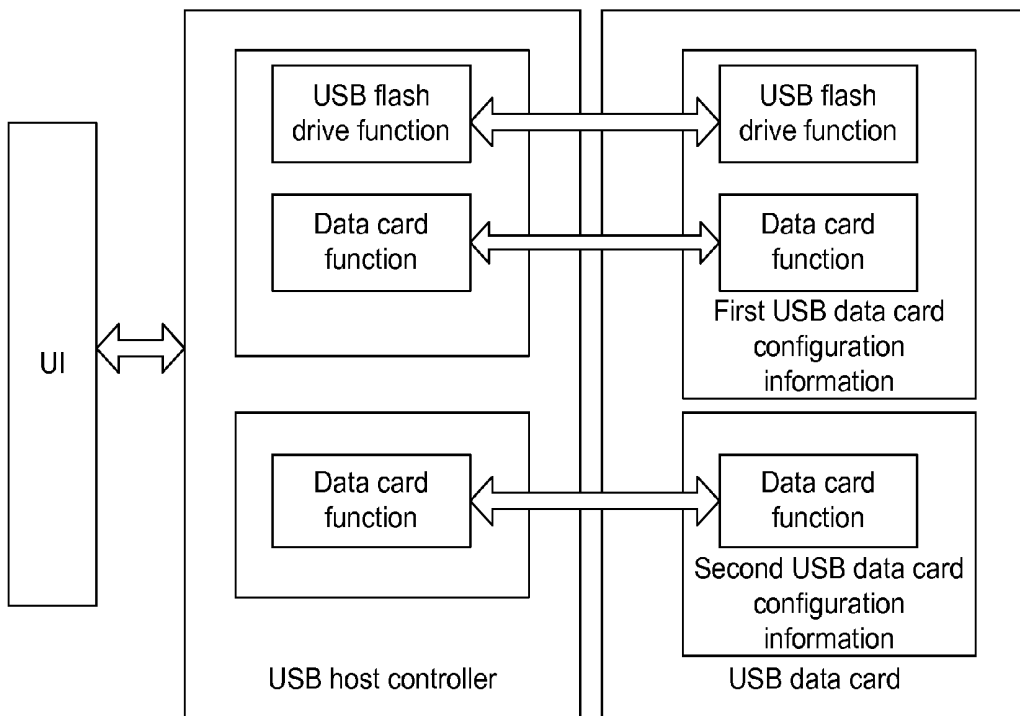 UI
USB flash
drive function
Data card
function
Data card
function
USB host controller
USB flash
drive function
Data card
function
First USB data card
configuration
information
Data card
function
Second USB data card
configuration
information
USB data card